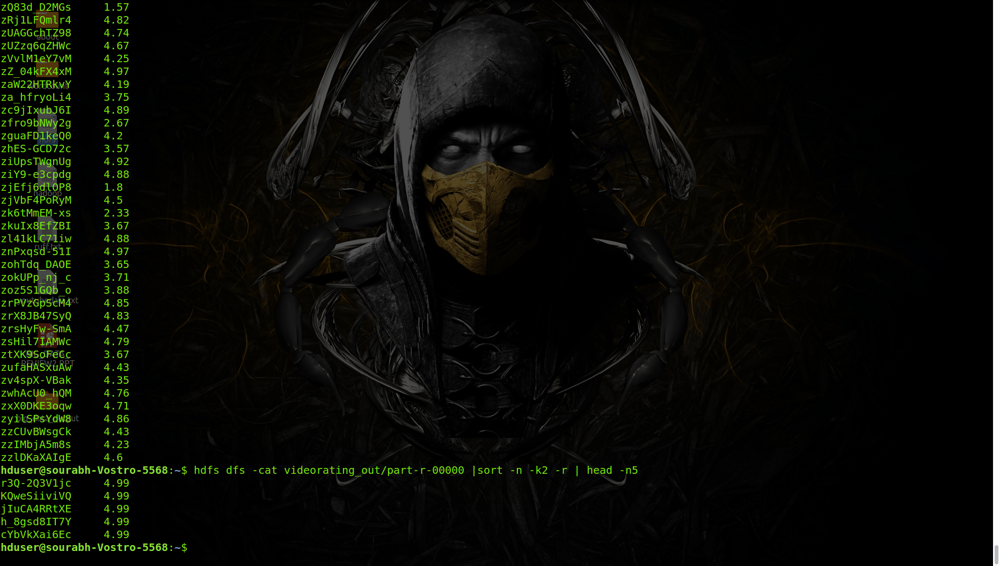 zQ83d_D2MGs 1.57
zRj1LFQmlr4 4.82
zUAGGchTZ98 4.74
about
zUZzq6qZHWc 4.67
zVvlM1eY7vM 4.25
zZ_04kFX4xM 4.97
zaW22HTRkvY 4.19
za_hfryoLi4 3.75
zc9jIxubJ6I 4.89
zfro9bNWy2g 2.67
zguaFD1keQ0 4.2
zhES-GCD72c 3.57
ziUpsTWgnUg 4.92
ziY9-e3cpdg 4.88
zjEfj6dlOP8 1.8
hadoop
zjVbF4PoRyM 4.5
zk6tMmEM-xs 2.33
zkuIx8EfZBI 3.67
zl41kLC71iw 4.88
ruff.txt
znPxqsd-51I 4.97
zohTdq_DAOE 3.65
zokUPp_nj_c 3.71
zoz5S1GQb_o 3.88
zrPVzGpScM4 4.85
zrX8JB47SyQ 4.83
zrsHyFw-SmA 4.47
zsHil7IAMWc 4.79
ztXK9SoFeCc 3.67
REVIEW2.PPT
zufaHASxuAw 4.43
zv4spX-VBak 4.35
zwhAcU0_hQM 4.76
zxX0DKE3oqw 4.71
zyilSPsYdW8 4.86
zzCUvBWsgCk 4.43
zzIMbjA5m8s 4.23
zzlDKaXAIgE 4.6
hduser@sourabh-Vostro-5568:~$ hdfs dfs -cat videorating_out/part-r-00000 |sort -n -k2 -r | head -n5
r3Q-2Q3V1jc 4.99
KQweSiiviVQ 4.99
jIuCA4RRtXE 4.99
h_8gsd8IT7Y 4.99
cYbVkXai6Ec 4.99
hduser@sourabh-Vostro-5568:~$